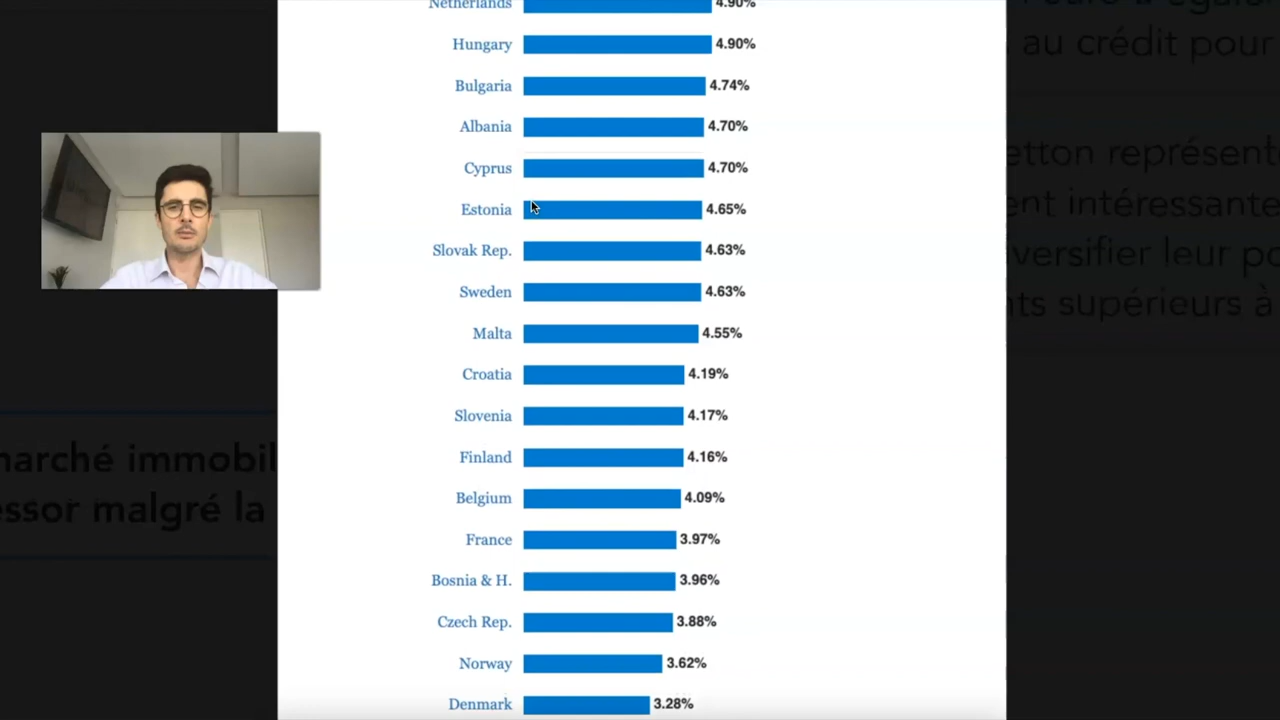 Netherlands 4.90%
Hungary 4.90%
Bulgaria 4.74%
Albania 4.70%
Cyprus 4.70%
Estonia 4.65%
Slovak Rep. 4.63%
Sweden 4.63%
Malta 4.55%
Croatia 4.19%
Slovenia 4.17%
Finland 4.16%
Belgium 4.09%
France 3.97%
Bosnia & H. 3.96%
Czech Rep. 3.88%
Norway 3.62%
Denmark 3.28%
marché immobil
essor malgré la
au crédit pour
etton représent
ent intéressante
iversifier leur po
nts supérieurs à